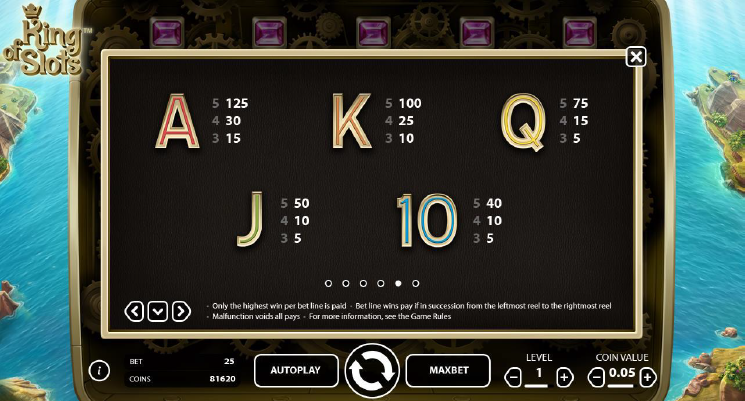 King
of Slots™
A 5 125
4 30
3 15
K 5 100
4 25
3 10
Q 5 75
4 15
3 5
J 5 50
4 10
3 5
10 5 40
4 10
3 5
- Only the highest win per bet line is paid - Bet line wins pay if in succession from the leftmost reel to the rightmost reel
- Malfunction voids all pays - For more information, see the Game Rules
i
BET 25
COINS 81620
AUTOPLAY
MAXBET
LEVEL
- 1 +
COIN VALUE
- 0.05 +